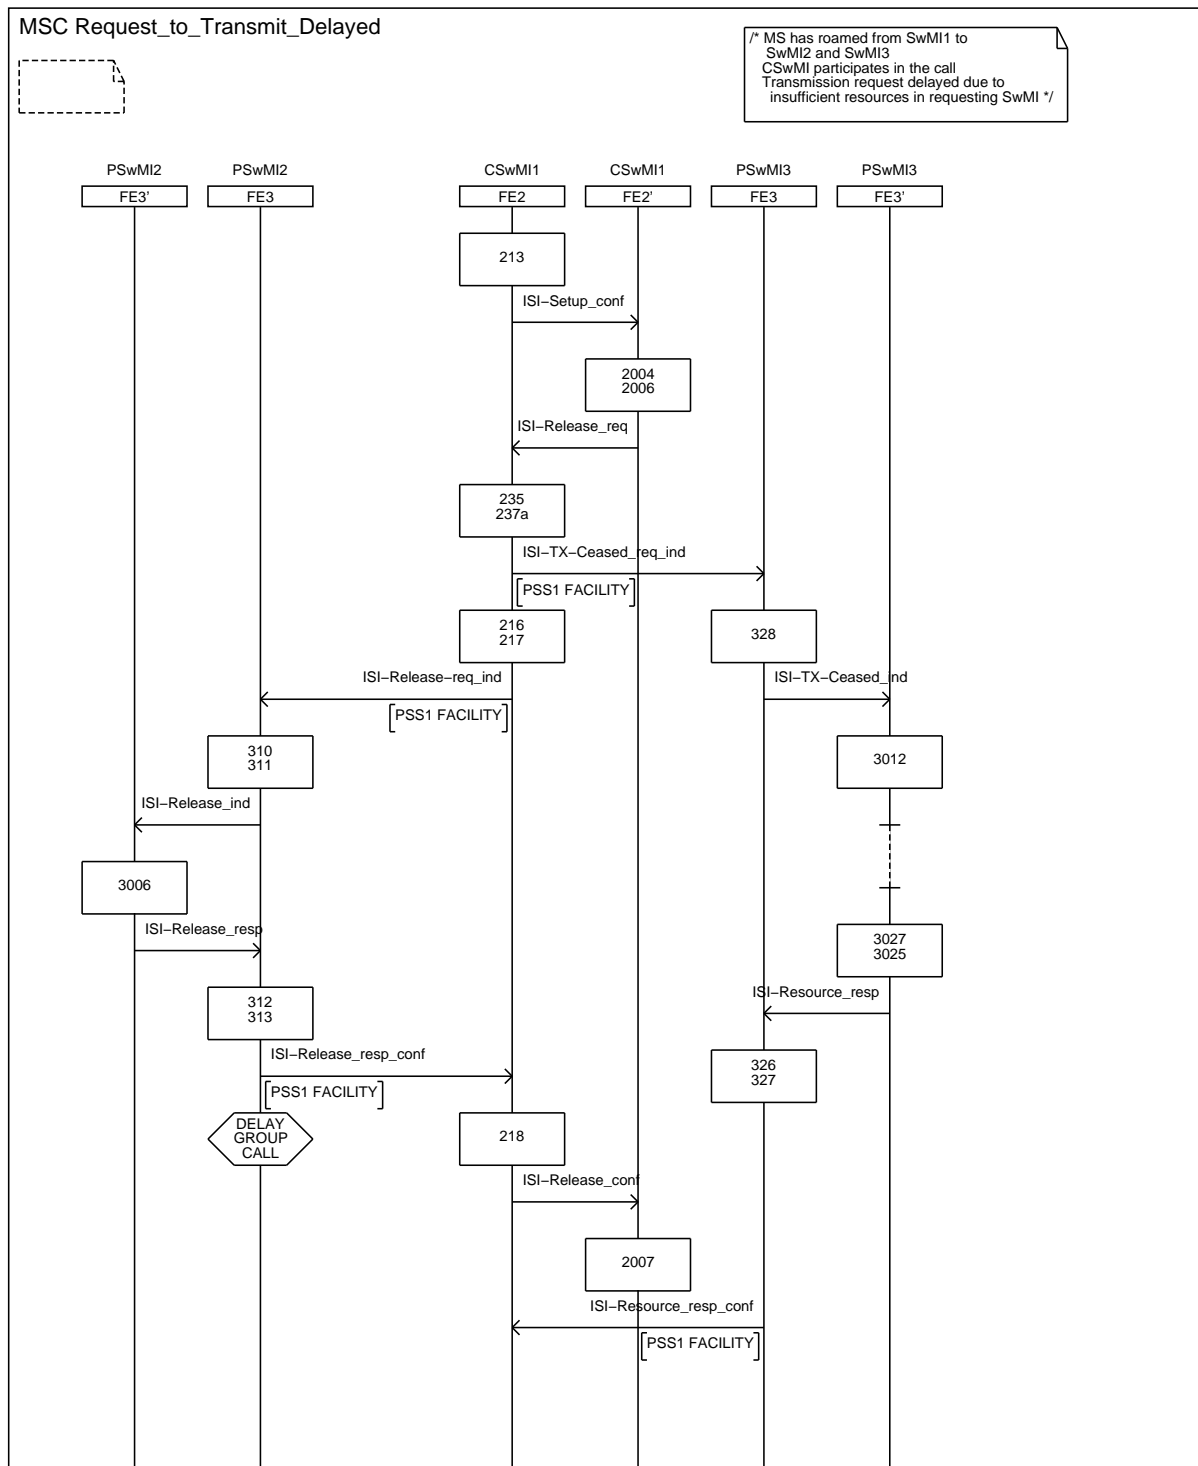 MSC Request_to_Transmit_Delayed
/* MS has roamed from SwMI1 to
SwMI2 and SwMI3
CSwMI participates in the call
Transmission request delayed due to
insufficient resources in requesting SwMI */
PSwMI2 PSwMI2 CSwMI1 CSwMI1 PSwMI3 PSwMI3
FE3' FE3 FE2 FE2' FE3 FE3'
213
ISI–Setup_conf
2004
2006
ISI–Release_req
235
237a
ISI–TX–Ceased_req_ind
PSS1 FACILITY
216
217
328
ISI–Release–req_ind
ISI–TX–Ceased_ind
PSS1 FACILITY
310
311
3012
ISI–Release_ind
3006
ISI–Release_resp
3027
3025
ISI–Resource_resp
312
313
ISI–Release_resp_conf
326
327
PSS1 FACILITY
DELAY
GROUP
CALL
218
ISI–Release_conf
2007
ISI–Resource_resp_conf
PSS1 FACILITY